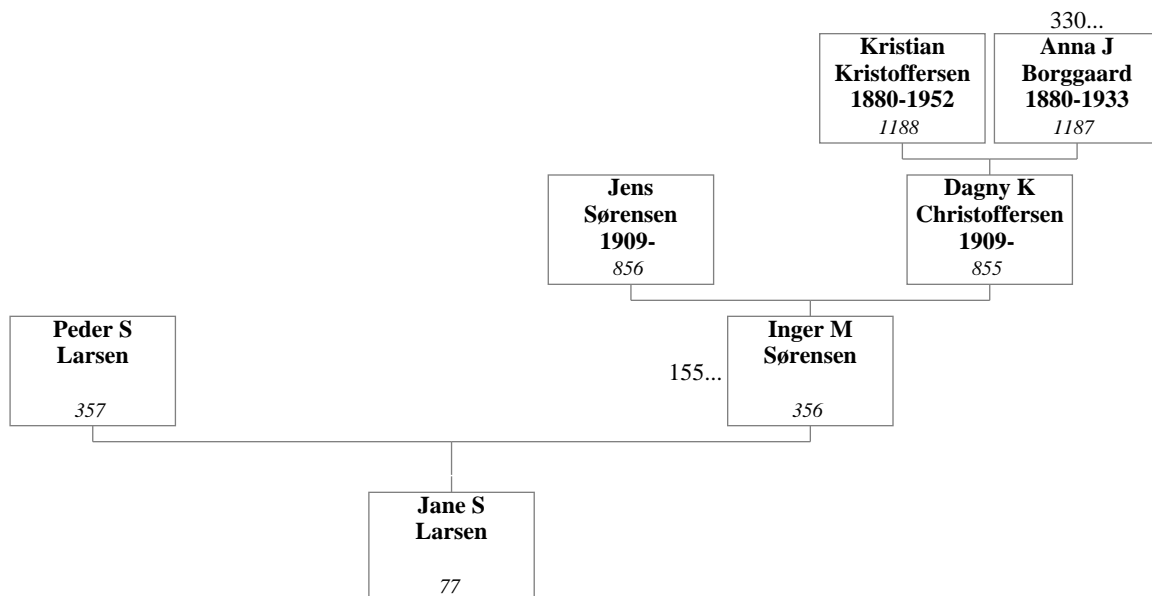 330...
Kristian
Kristoffersen
1880-1952
1188
Anna J
Borggaard
1880-1933
1187
Jens
Sørensen
1909-
856
Dagny K
Christoffersen
1909-
855
Peder S
Larsen
357
155...
Inger M
Sørensen
356
Jane S
Larsen
77